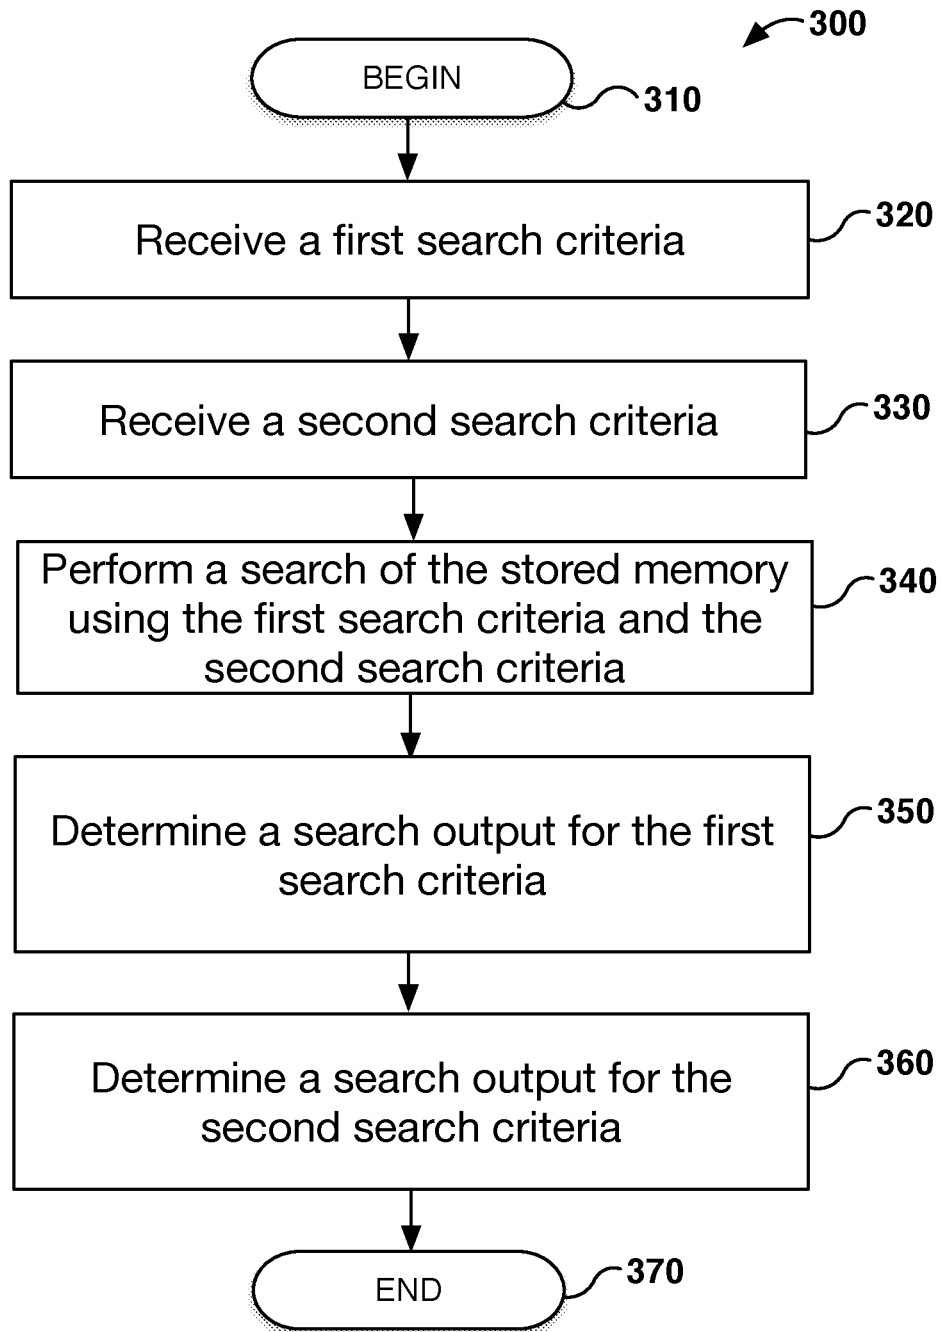 300
BEGIN
310
Receive a first search criteria
320
Receive a second search criteria
330
Perform a search of the stored memory
using the first search criteria and the
second search criteria
340
Determine a search output for the first
search criteria
350
Determine a search output for the
second search criteria
360
END
370